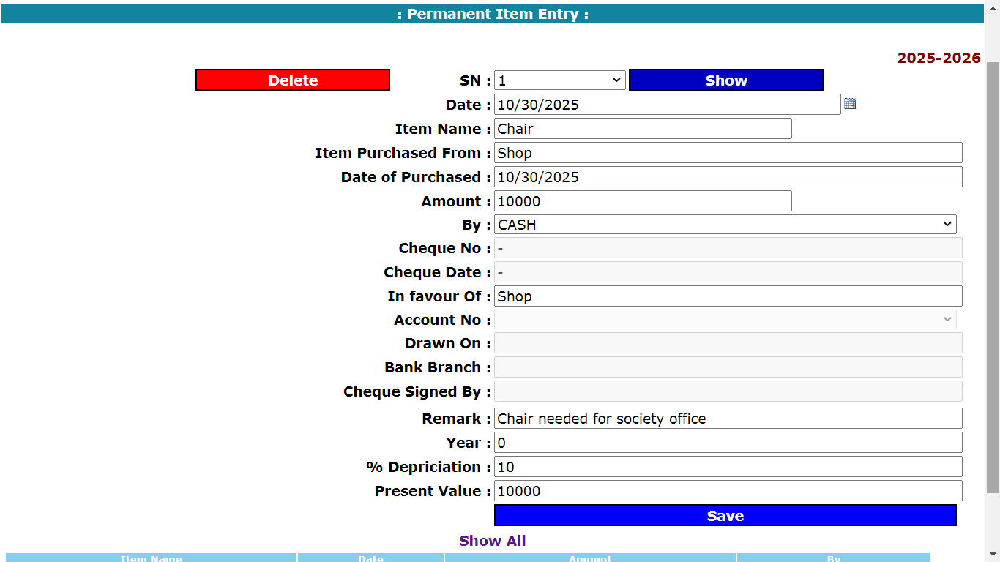 : Permanent Item Entry :
2025-2026
Delete SN : 1 Show
Date : 10/30/2025
Item Name : Chair
Item Purchased From : Shop
Date of Purchased : 10/30/2025
Amount : 10000
By : CASH
Cheque No : -
Cheque Date : -
In favour Of : Shop
Account No :
Drawn On :
Bank Branch :
Cheque Signed By :
Remark : Chair needed for society office
Year : 0
% Depriciation : 10
Present Value : 10000
Save
Show All
Item Name Date Amount By